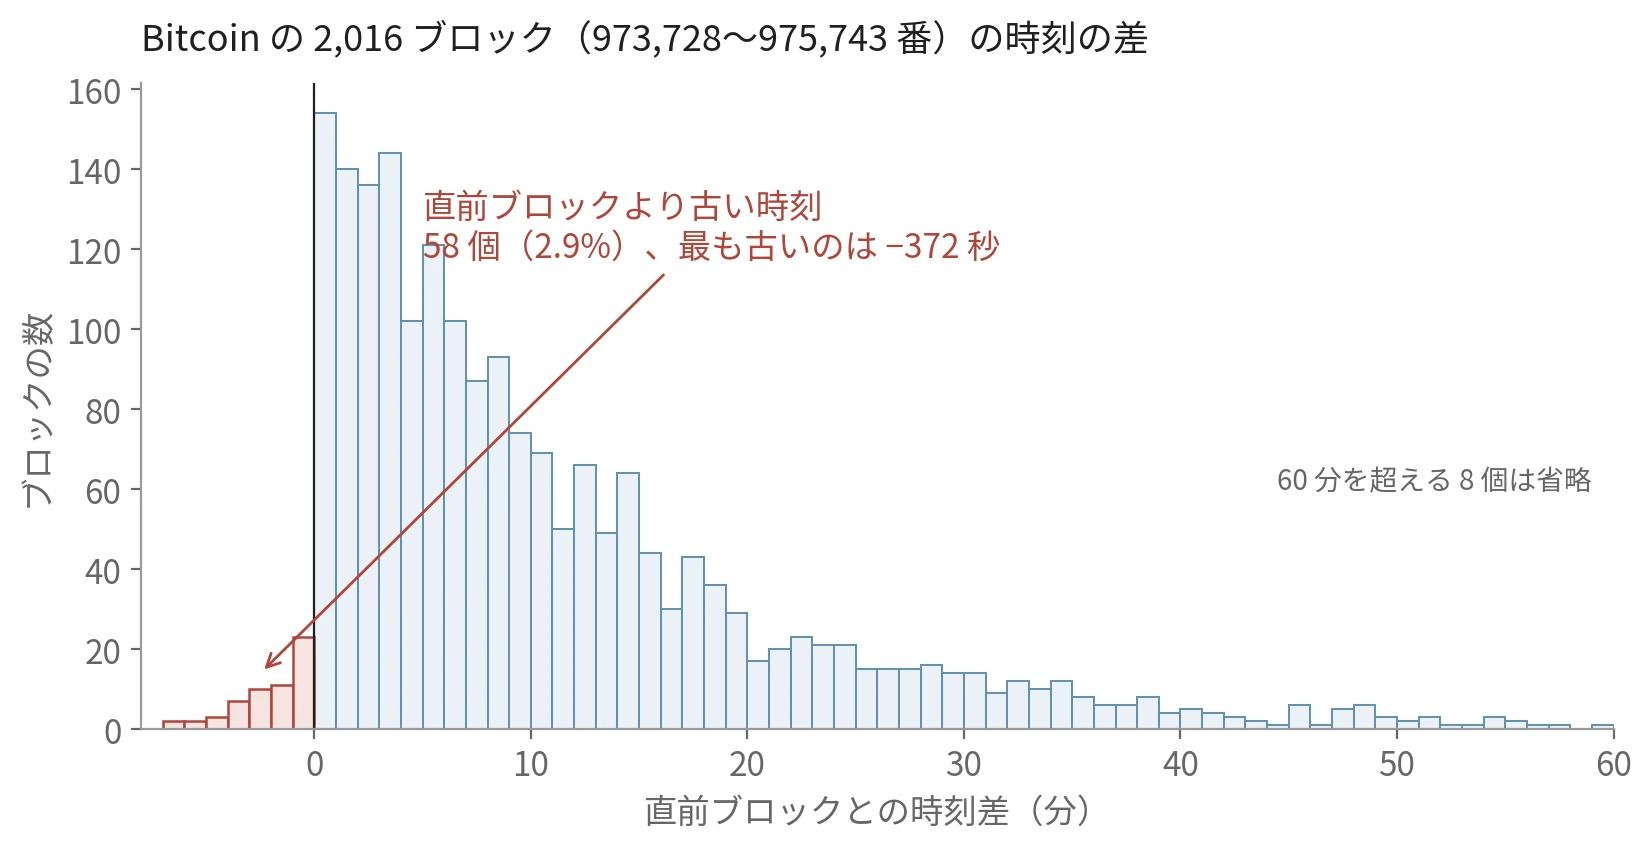 Bitcoin の 2,016 ブロック（973,728〜975,743 番）の時刻の差
ブロックの数
160
140
120
100
80
60
40
20
0
直前ブロックより古い時刻
58 個（2.9%）、最も古いのは −372 秒
60 分を超える 8 個は省略
0 10 20 30 40 50 60
直前ブロックとの時刻差（分）